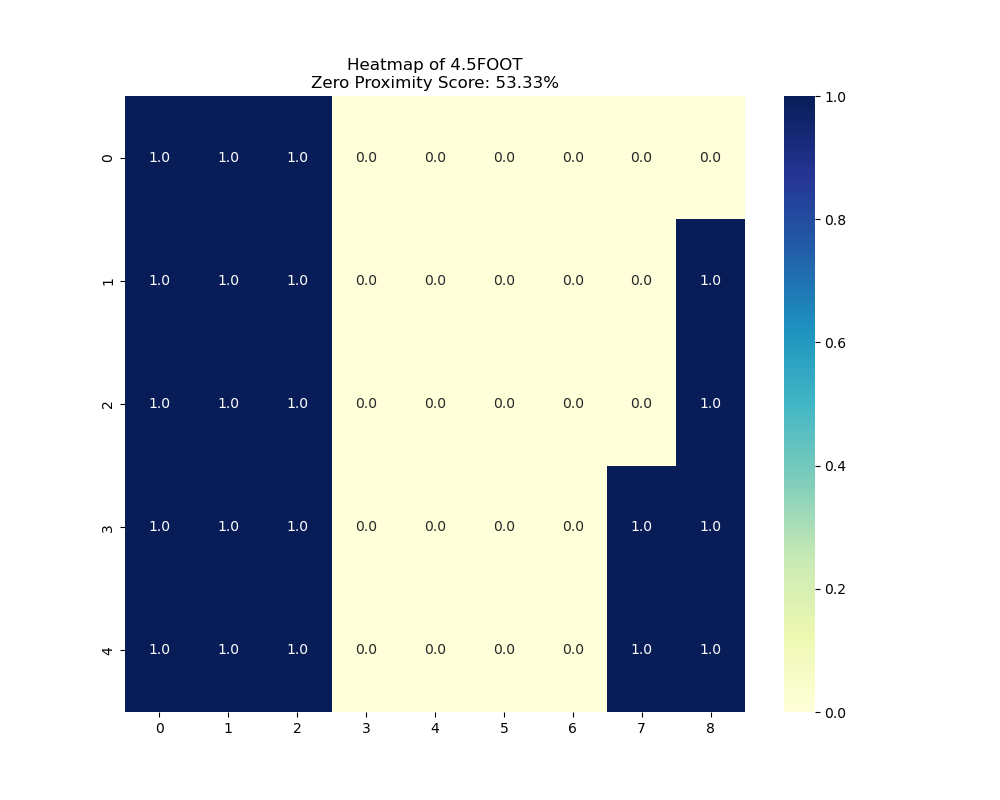 Heatmap of 4.5FOOT
Zero Proximity Score: 53.33%
1.0
0 1.0 1.0 1.0 0.0 0.0 0.0 0.0 0.0 0.0
0.8
1 1.0 1.0 1.0 0.0 0.0 0.0 0.0 0.0 1.0
0.6
2 1.0 1.0 1.0 0.0 0.0 0.0 0.0 0.0 1.0
0.4
3 1.0 1.0 1.0 0.0 0.0 0.0 0.0 1.0 1.0
0.2
4 1.0 1.0 1.0 0.0 0.0 0.0 0.0 1.0 1.0
0.0
0 1 2 3 4 5 6 7 8